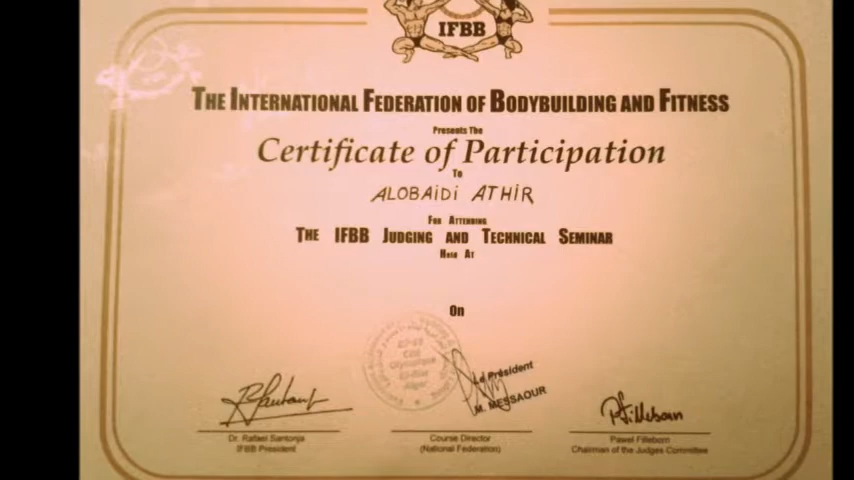 IFBB
THE INTERNATIONAL FEDERATION OF BODYBUILDING AND FITNESS
Presents The
Certificate of Participation
To
ALOBAIDI ATHIR
FOR ATTENDING
THE IFBB JUDGING AND TECHNICAL SEMINAR
Held At
On
Le Président
M. MESSAOUR
Dr. Rafael Santonja
IFBB President
Course Director
(National Federation)
Pawel Filleborn
Chairman of the Judges Committee